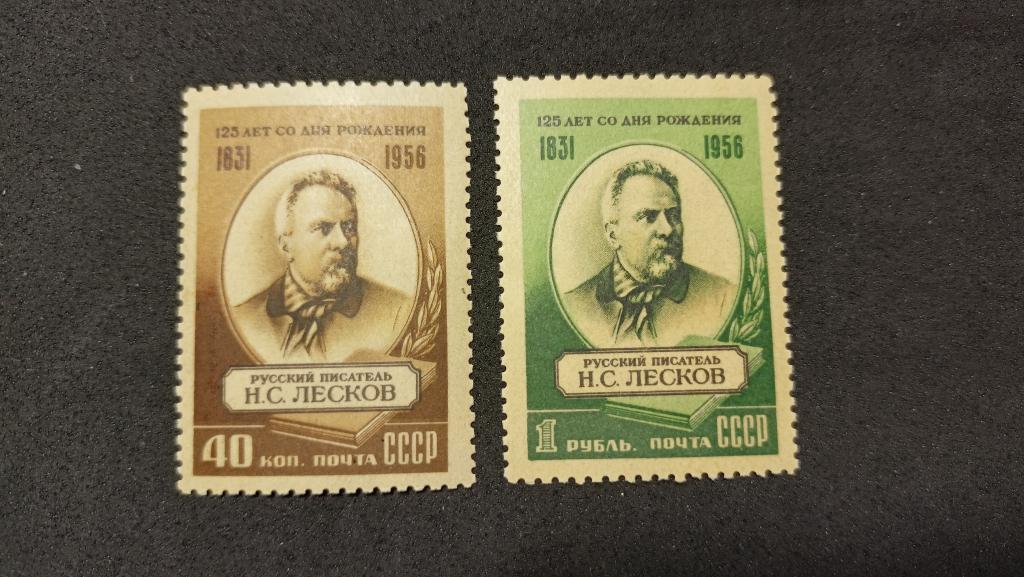 125 ЛЕТ СО ДНЯ РОЖДЕНИЯ
1831 1956
РУССКИЙ ПИСАТЕЛЬ
Н.С. ЛЕСКОВ
40 КОП. ПОЧТА СССР
125 ЛЕТ СО ДНЯ РОЖДЕНИЯ
1831 1956
РУССКИЙ ПИСАТЕЛЬ
Н.С. ЛЕСКОВ
1 РУБЛЬ. ПОЧТА СССР